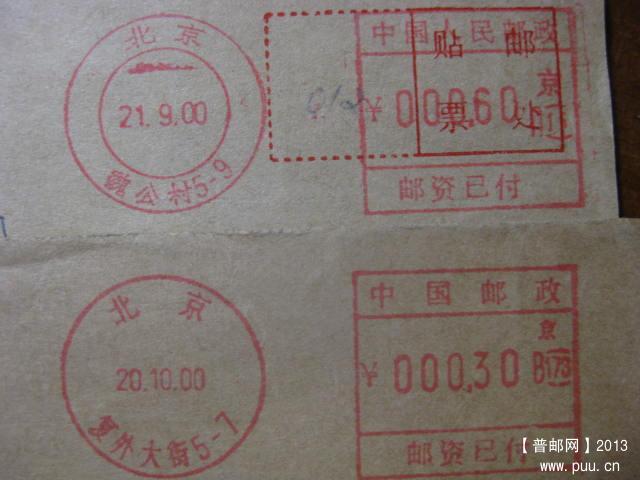 北京
21.9.00
魏公村5-9
贴邮
票处
中国人民邮政
京
00060
邮资已付
北京
20.10.00
复外大街5-1
中国邮政
京
000.30 B173
邮资已付
【普邮网】2013
www.puu.cn